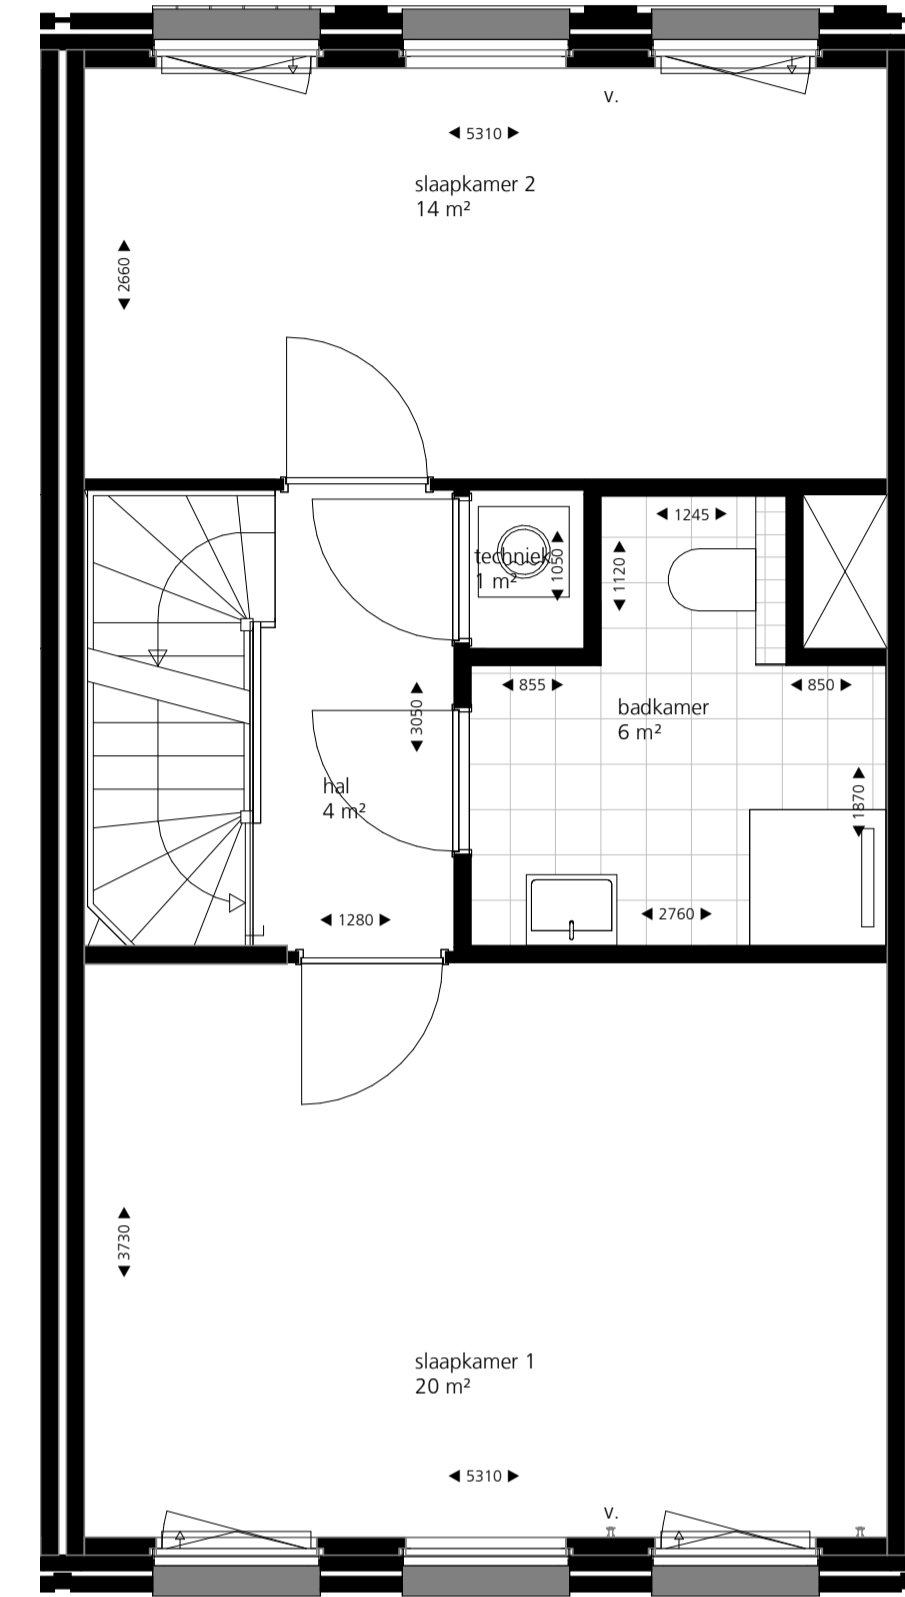 v.
5310
slaapkamer 2
14 m²
2660
1245
techniek
1 m²
1050
1120
855
850
3050
badkamer
6 m²
hal
4 m²
1870
1280
2760
3730
slaapkamer 1
20 m²
5310
v.